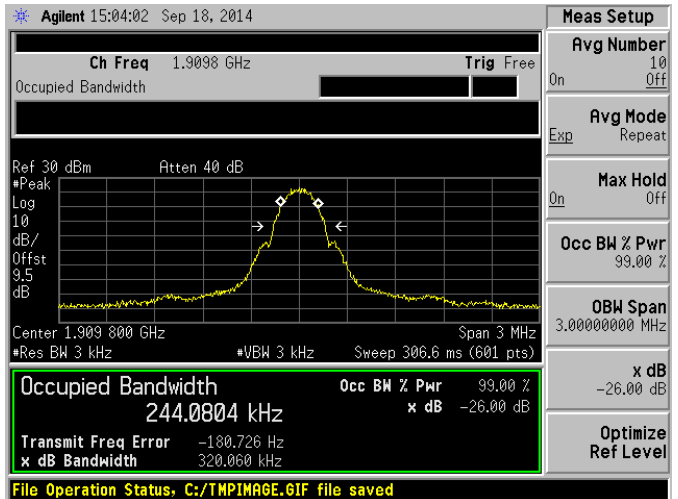 Agilent 15:04:02 Sep 18, 2014
Meas Setup
Ch Freq 1.9098 GHz Trig Free
Occupied Bandwidth
Avg Number
10
On Off
Avg Mode
Exp Repeat
Max Hold
On Off
Occ BW % Pwr
99.00 %
OBW Span
3.00000000 MHz
x dB
-26.00 dB
Optimize
Ref Level
Ref 30 dBm Atten 40 dB
#Peak
Log
10
dB/
Offst
9.5
dB
Center 1.909 800 GHz Span 3 MHz
#Res BW 3 kHz #VBW 3 kHz Sweep 306.6 ms (601 pts)
Occupied Bandwidth
244.0804 kHz
Occ BW % Pwr 99.00 %
x dB -26.00 dB
Transmit Freq Error -180.726 Hz
x dB Bandwidth 320.060 kHz
File Operation Status, C:/TMPIMAGE.GIF file saved